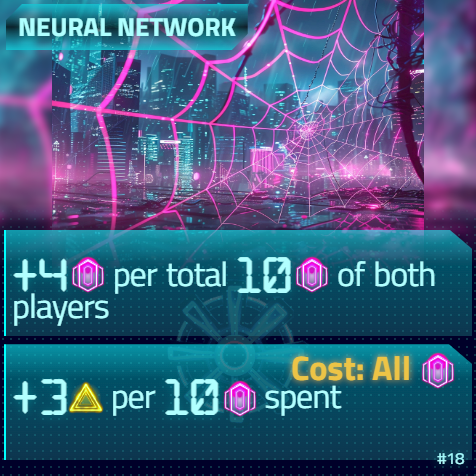 NEURAL NETWORK
+4 per total 10 of both
players
Cost: All
+3 per 10 spent
#18